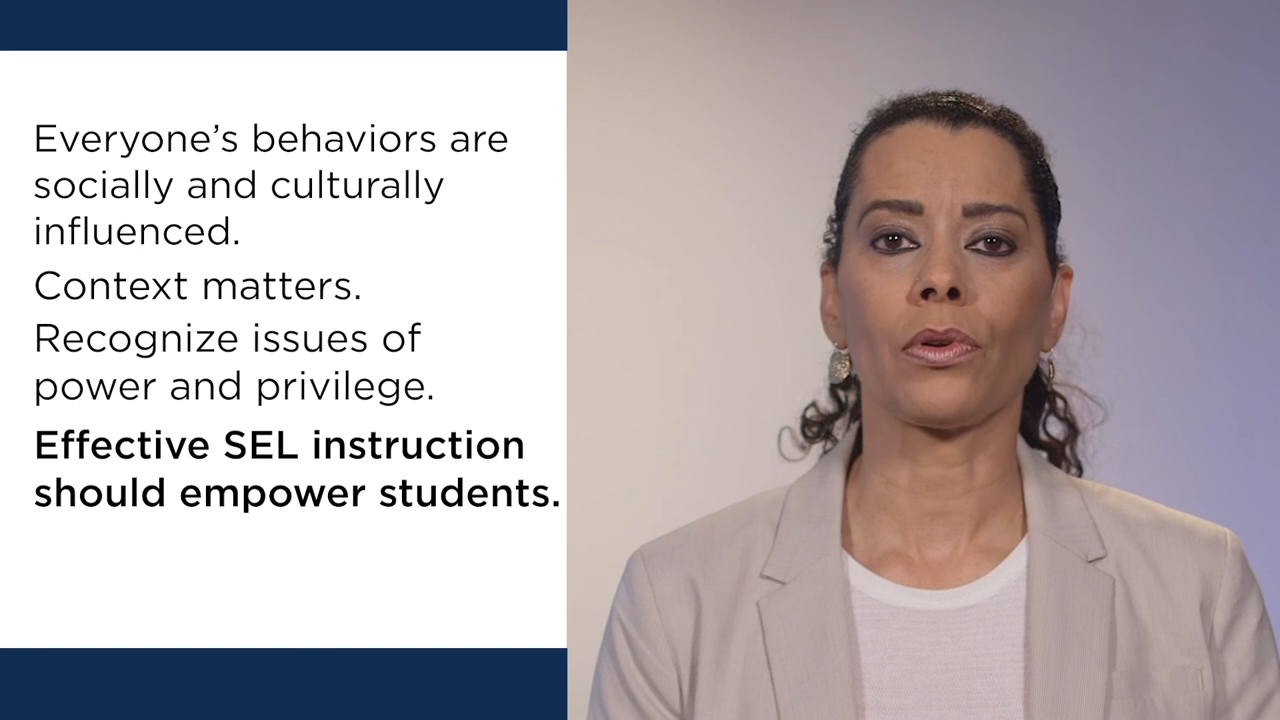 Everyone’s behaviors are
socially and culturally
influenced.
Context matters.
Recognize issues of
power and privilege.
Effective SEL instruction
should empower students.